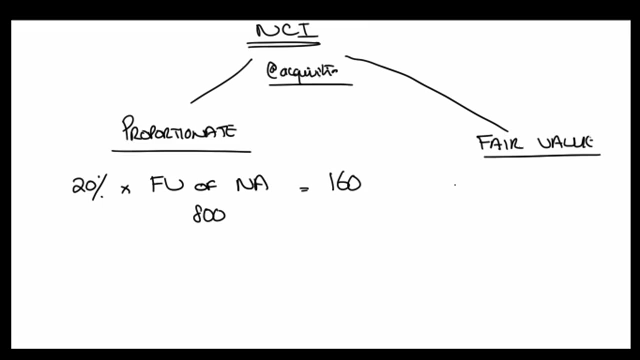 NCI
@acquisitn
PROPORTIONATE
FAIR VALUE
20% x FV of NA = 160
800